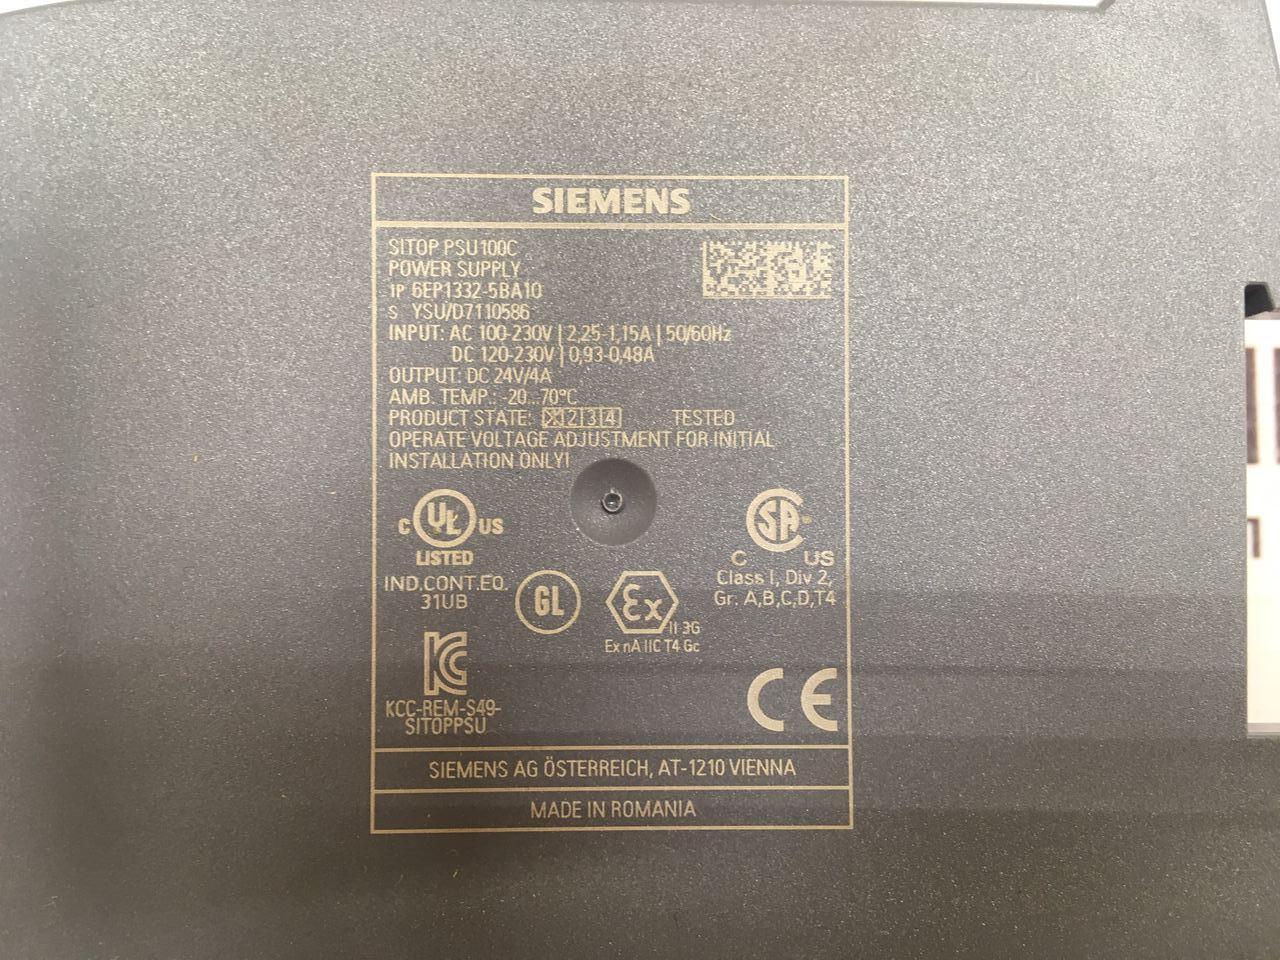 SIEMENS
SITOP PSU100C
POWER SUPPLY
1P 6EP1332-5BA10
S YSU/D7110586
INPUT: AC 100-230V | 2,25-1,15A | 50/60Hz
DC 120-230V | 0,93-0,48A
OUTPUT: DC 24V/4A
AMB. TEMP.: -20...70°C
PRODUCT STATE: X|2|3|4 TESTED
OPERATE VOLTAGE ADJUSTMENT FOR INITIAL
INSTALLATION ONLY!
C UL US
LISTED
IND.CONT.EQ.
31UB
GL
Ex
II 3G
Ex nA IIC T4 Gc
SA
C US
Class I, Div 2,
Gr. A,B,C,D,T4
KC
KCC-REM-S49-
SITOPPSU
CE
SIEMENS AG ÖSTERREICH, AT-1210 VIENNA
MADE IN ROMANIA